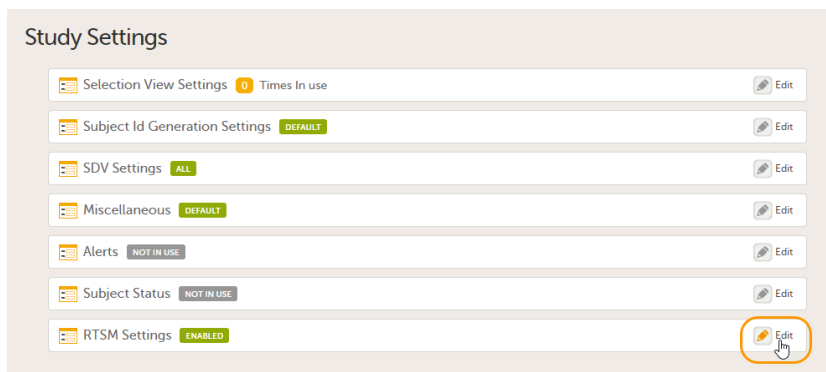 Study Settings
Selection View Settings 0 Times In use Edit
Subject Id Generation Settings DEFAULT Edit
SDV Settings ALL Edit
Miscellaneous DEFAULT Edit
Alerts NOT IN USE Edit
Subject Status NOT IN USE Edit
RTSM Settings ENABLED Edit